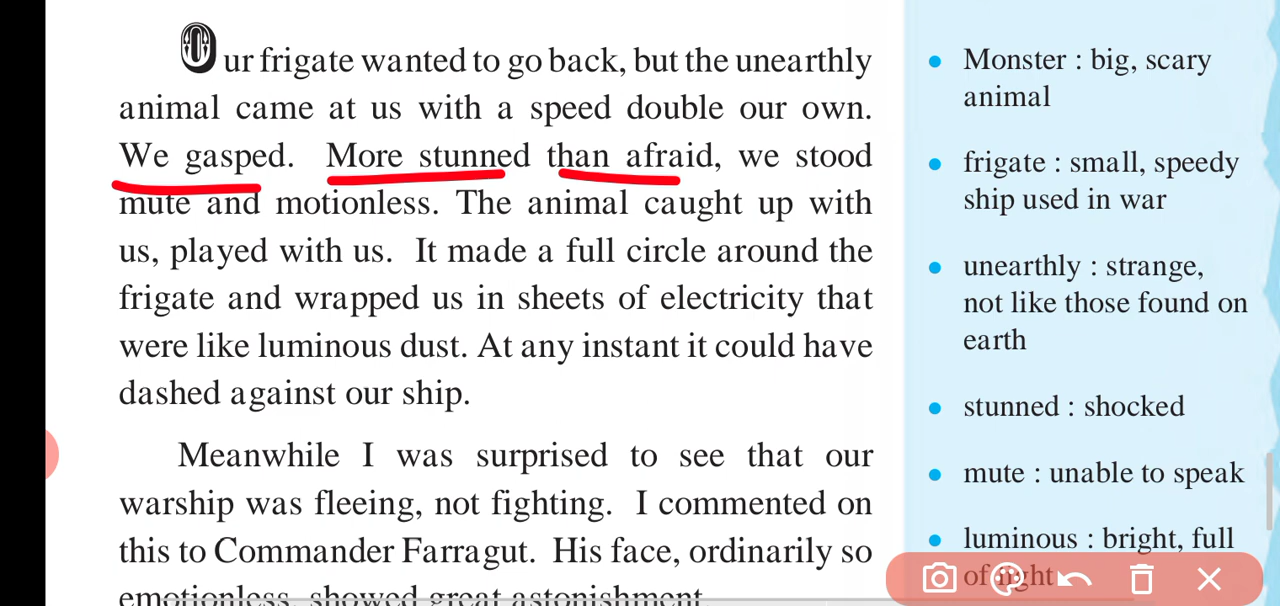 Our frigate wanted to go back, but the unearthly
animal came at us with a speed double our own.
We gasped. More stunned than afraid, we stood
mute and motionless. The animal caught up with
us, played with us. It made a full circle around the
frigate and wrapped us in sheets of electricity that
were like luminous dust. At any instant it could have
dashed against our ship.
Meanwhile I was surprised to see that our
warship was fleeing, not fighting. I commented on
this to Commander Farragut. His face, ordinarily so
emotionless, showed great astonishment.
• Monster : big, scary
animal
• frigate : small, speedy
ship used in war
• unearthly : strange,
not like those found on
earth
• stunned : shocked
• mute : unable to speak
• luminous : bright, full
of light